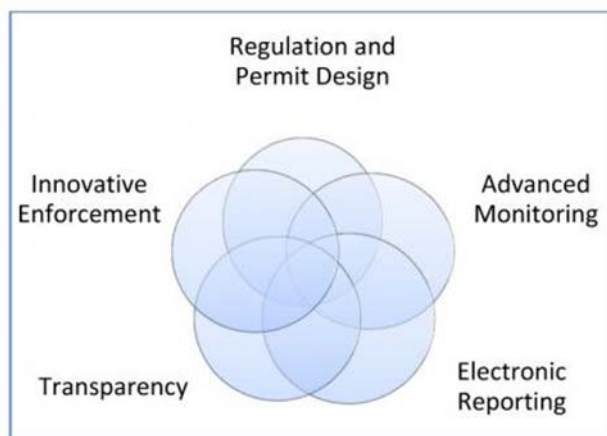 Regulation and
Permit Design
Innovative
Enforcement
Advanced
Monitoring
Transparency
Electronic
Reporting